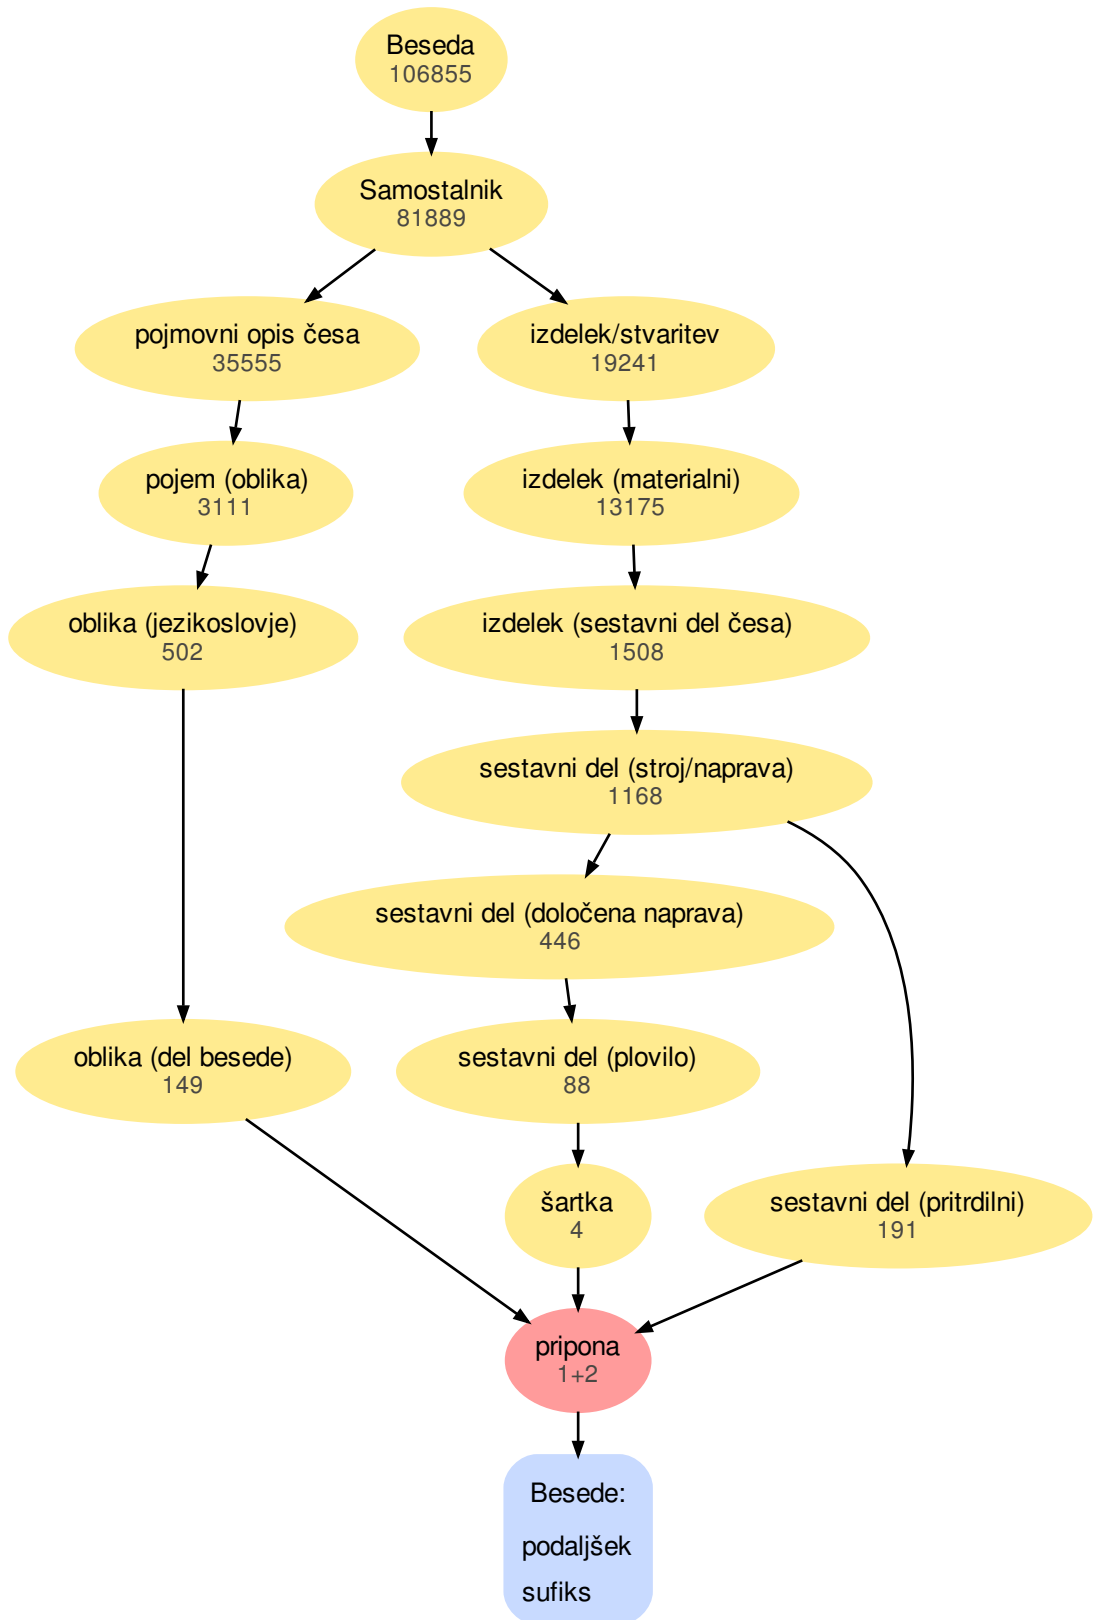 Beseda
106855
Samostalnik
81889
pojmovni opis česa
35555
izdelek/stvaritev
19241
pojem (oblika)
3111
izdelek (materialni)
13175
oblika (jezikoslovje)
502
izdelek (sestavni del česa)
1508
sestavni del (stroj/naprava)
1168
sestavni del (določena naprava)
446
oblika (del besede)
149
sestavni del (plovilo)
88
šartka
4
sestavni del (pritrdilni)
191
pripona
1+2
Besede:
podaljšek
sufiks